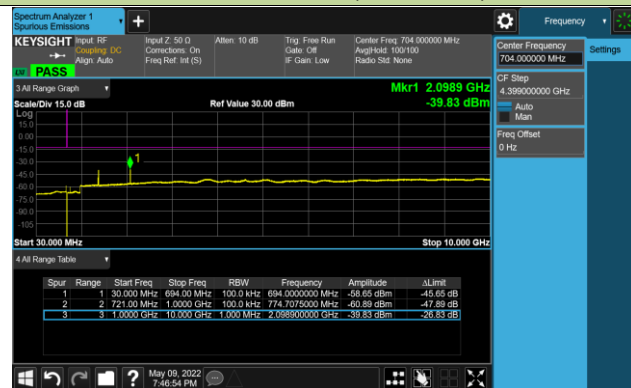 Spectrum Analyzer 1
Spurious Emissions
Frequency
KEYSIGHT
Input: RF
Coupling: DC
Align: Auto
Input Z: 50 Ω
Corrections: On
Freq Ref: Int (S)
Atten: 10 dB
Trig: Free Run
Gate: Off
IF Gain: Low
Center Freq: 704.000000 MHz
Avg|Hold: 100/100
Radio Std: None
PASS
Center Frequency
704.000000 MHz
Settings
CF Step
4.399000000 GHz
Auto
Man
Freq Offset
0 Hz
3 All Range Graph
Mkr1 2.0989 GHz
Scale/Div 15.0 dB
Ref Value 30.00 dBm
-39.83 dBm
Log
15.0
0.00
-15.0
-30.0
-45.0
-60.0
-75.0
-90.0
-105
1
Start 30.000 MHz
Stop 10.000 GHz
4 All Range Table
Spur Range Start Freq Stop Freq RBW Frequency Amplitude ΔLimit
1 1 30.000 MHz 694.00 MHz 100.0 kHz 694.0000000 MHz -58.65 dBm -45.65 dB
2 2 721.00 MHz 1.0000 GHz 100.0 kHz 774.7075000 MHz -60.89 dBm -47.89 dB
3 3 1.0000 GHz 10.000 GHz 1.000 MHz 2.098900000 GHz -39.83 dBm -26.83 dB
May 09, 2022
7:46:54 PM